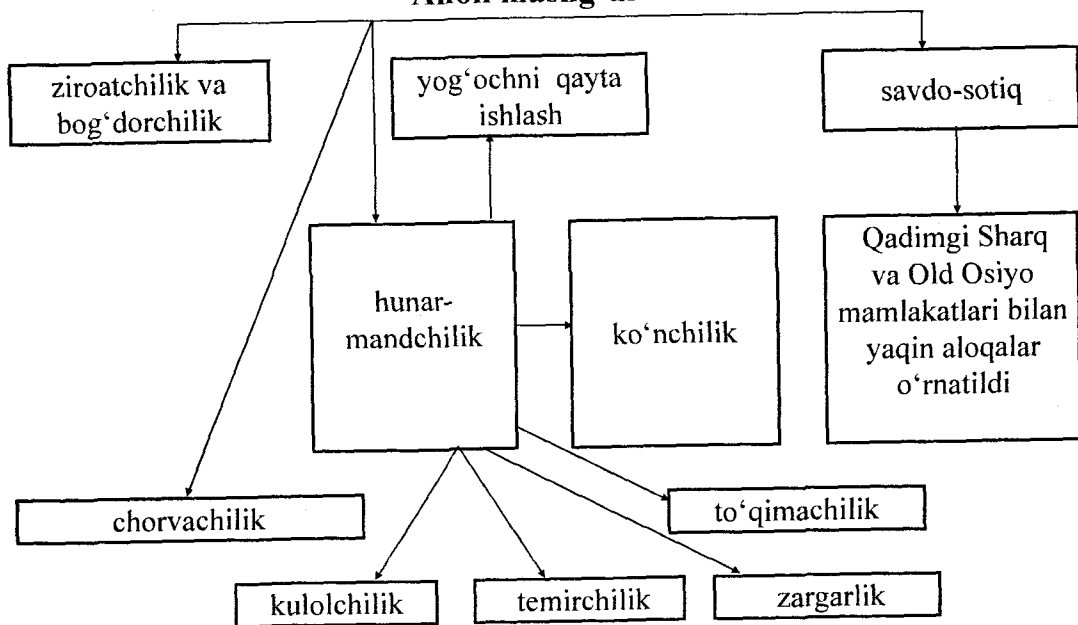 ziroatchilik va
bog‘dorchilik
yog‘ochni qayta
ishlash
savdo-sotiq
hunar-
mandchilik
ko‘nchilik
Qadimgi Sharq
va Old Osiyo
mamlakatlari bilan
yaqin aloqalar
o‘rnatildi
chorvachilik
to‘qimachilik
kulolchilik
temirchilik
zargarlik